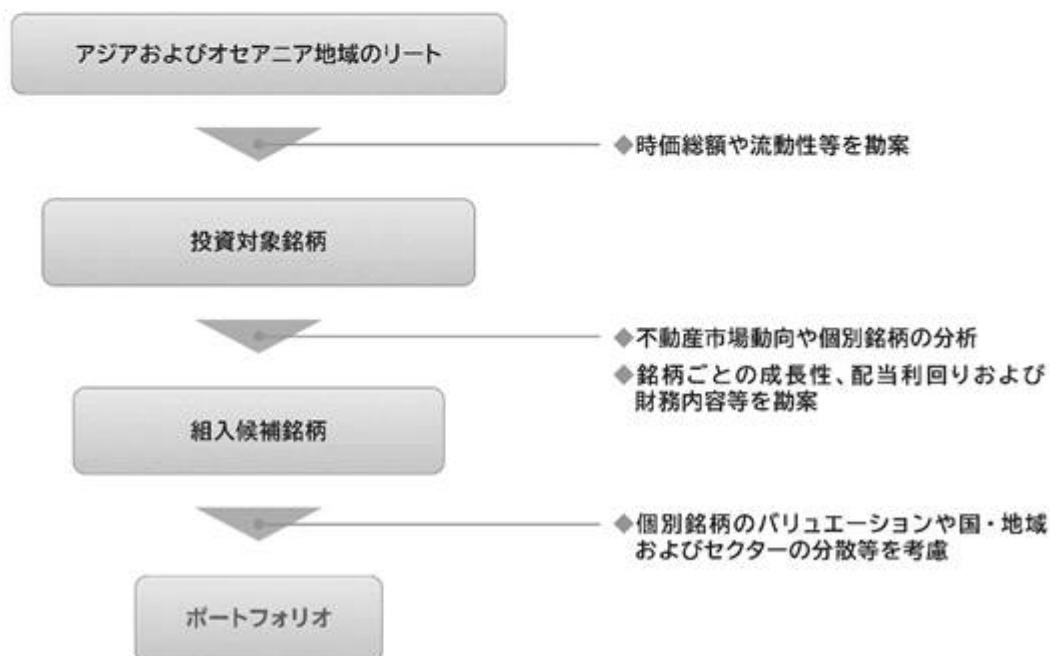 アジアおよびオセアニア地域のリート
◆時価総額や流動性等を勘案
投資対象銘柄
◆不動産市場動向や個別銘柄の分析
◆銘柄ごとの成長性、配当利回りおよび
財務内容等を勘案
組入候補銘柄
◆個別銘柄のバリュエーションや国・地域
およびセクターの分散等を考慮
ポートフォリオ